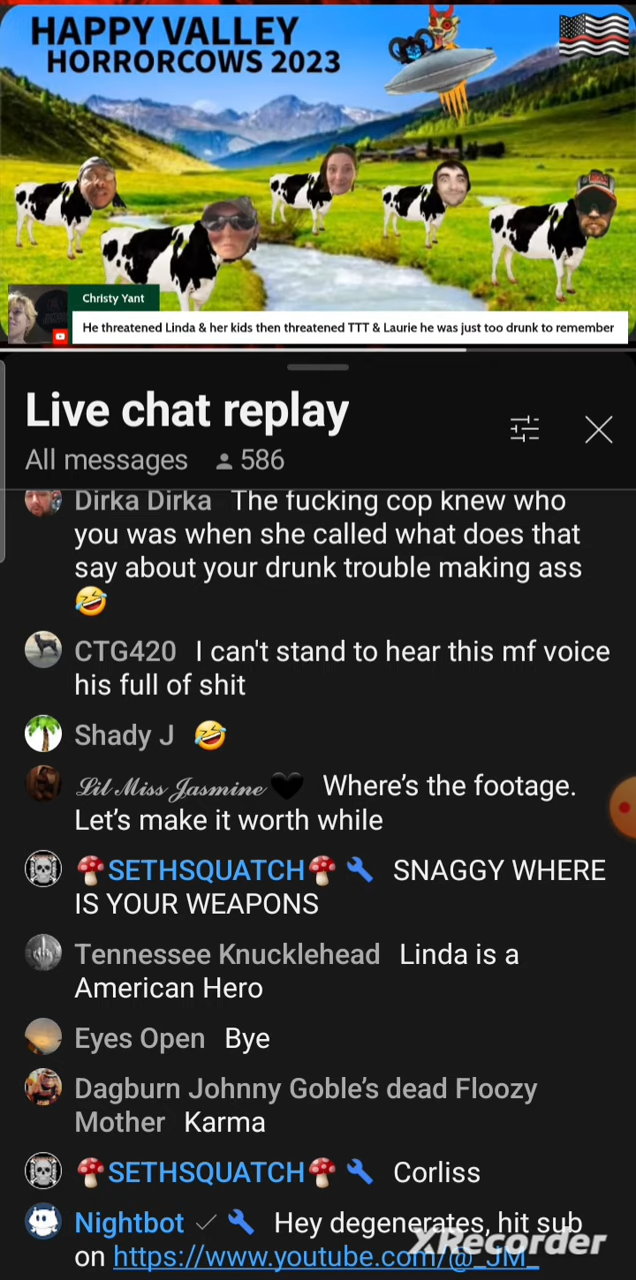 HAPPY VALLEY
HORRORCOWS 2023
Christy Yant
He threatened Linda & her kids then threatened TTT & Laurie he was just too drunk to remember
Live chat replay
All messages 586
Dirka Dirka The fucking cop knew who
you was when she called what does that
say about your drunk trouble making ass
🤣
CTG420 I can't stand to hear this mf voice
his full of shit
Shady J 🤣
𝓛𝓲𝓵 𝓜𝓲𝓼𝓼 𝓙𝓪𝓼𝓶𝓲𝓷𝓮🖤 Where’s the footage.
Let’s make it worth while
🍄SETHSQUATCH🍄 SNAGGY WHERE
IS YOUR WEAPONS
Tennessee Knucklehead Linda is a
American Hero
Eyes Open Bye
Dagburn Johnny Goble’s dead Floozy
Mother Karma
🍄SETHSQUATCH🍄 Corliss
Nightbot Hey degenerates, hit sub
on https://www.youtube.com/@_JM_
XRecorder